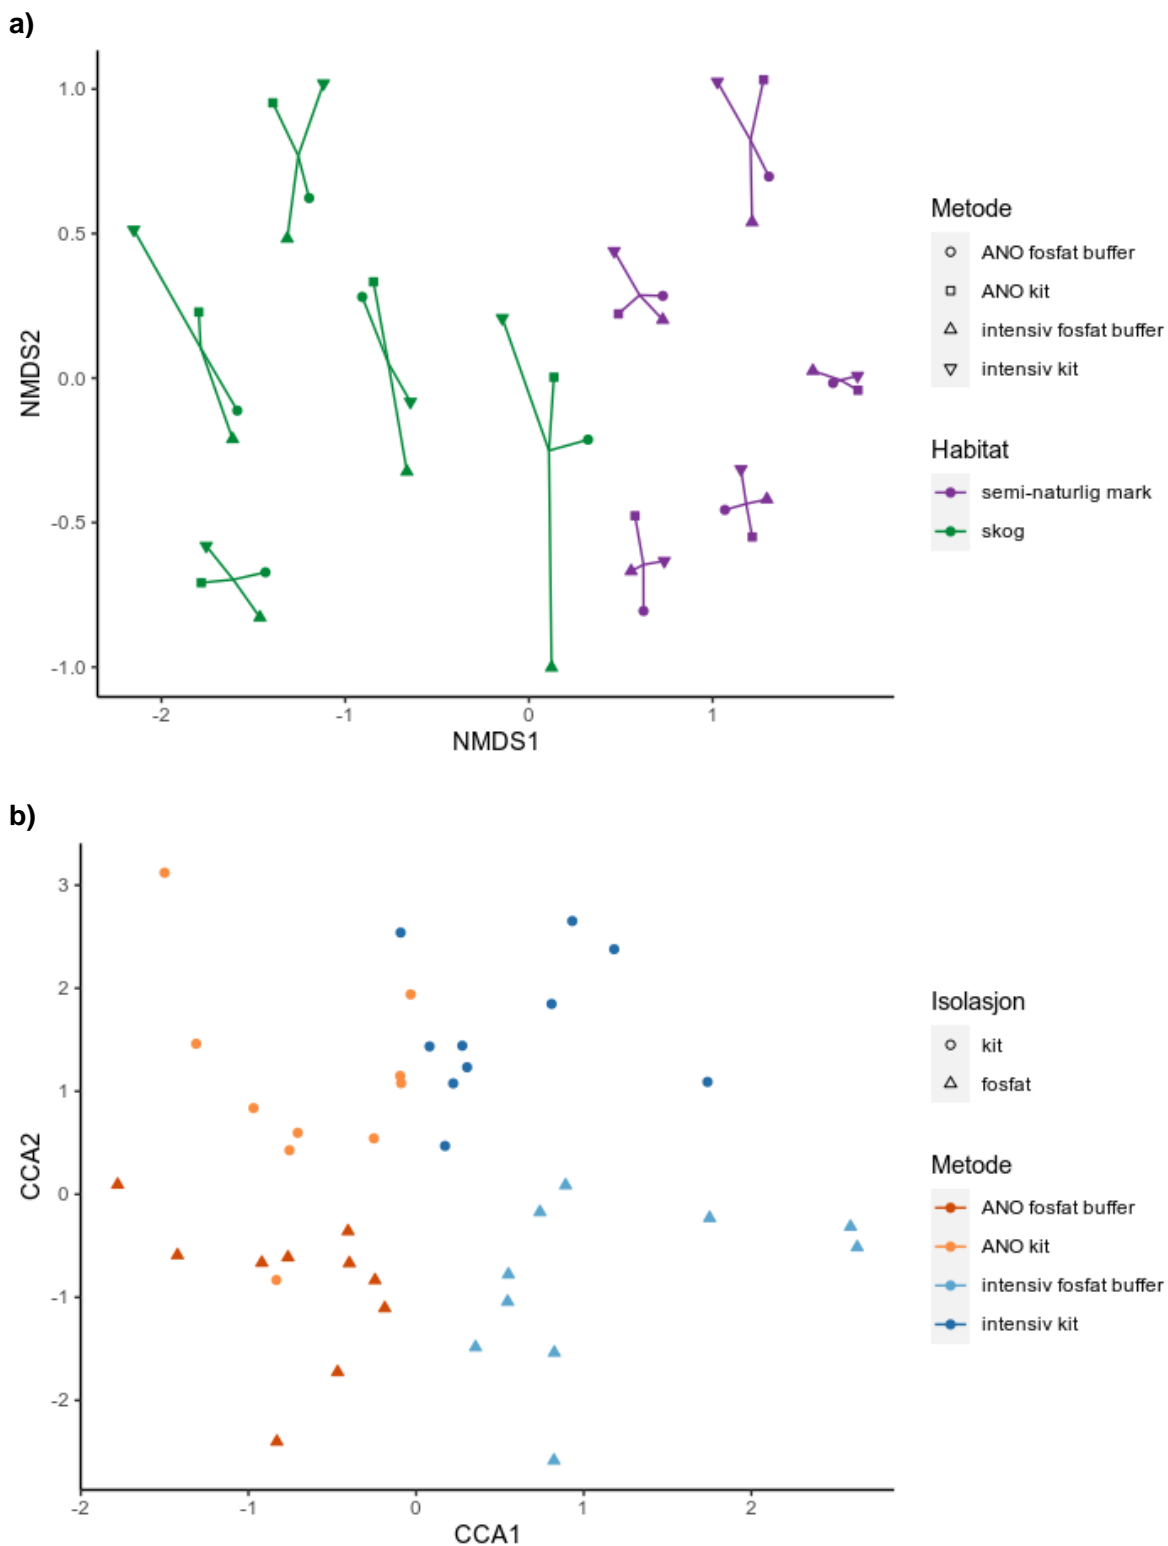 a)
1.0
0.5
0.0
-0.5
-1.0
NMDS2
-2
-1
0
1
NMDS1
Metode
ANO fosfat buffer
ANO kit
intensiv fosfat buffer
intensiv kit
Habitat
semi-naturlig mark
skog
b)
3
2
1
0
-1
-2
CCA2
-2
-1
0
1
2
CCA1
Isolasjon
kit
fosfat
Metode
ANO fosfat buffer
ANO kit
intensiv fosfat buffer
intensiv kit